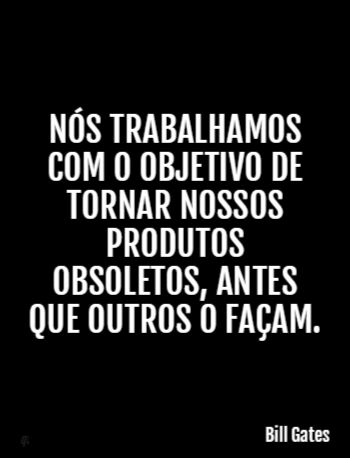 NÓS TRABALHAMOS
COM O OBJETIVO DE
TORNAR NOSSOS
PRODUTOS
OBSOLETOS, ANTES
QUE OUTROS O FAÇAM.
Bill Gates